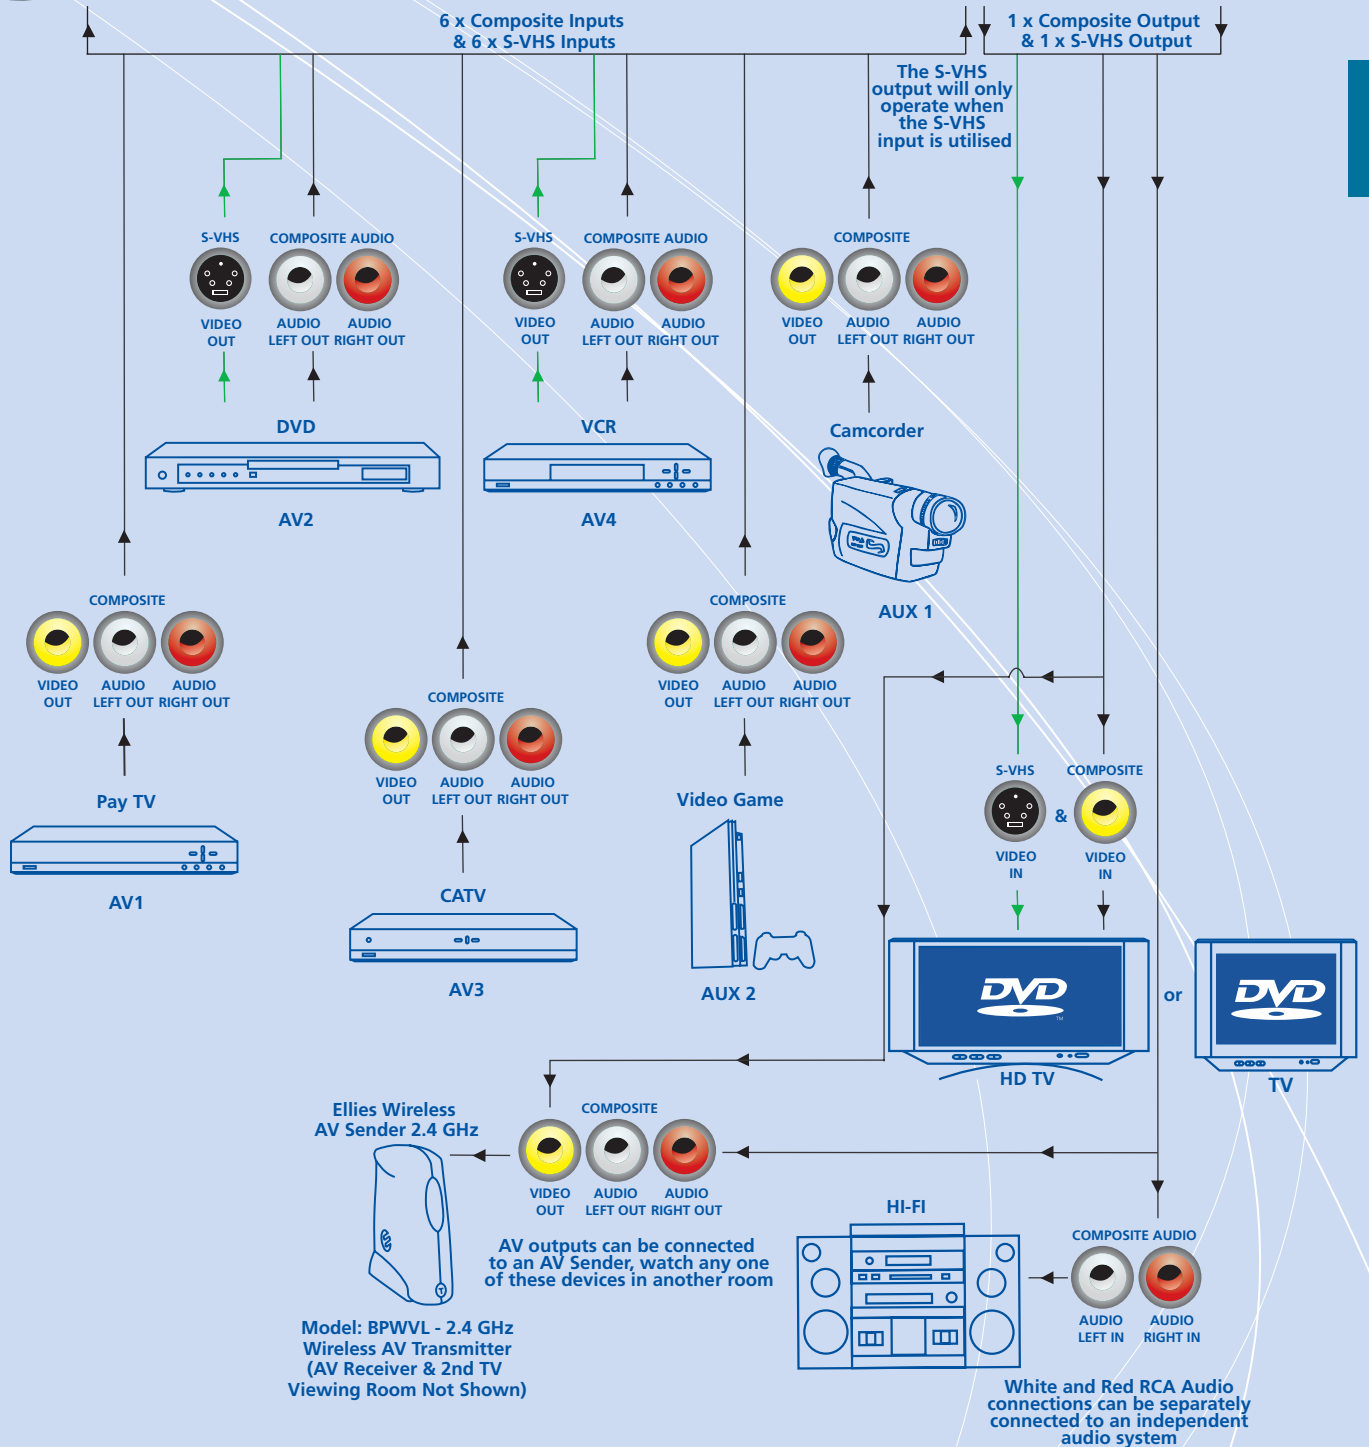 6 x Composite Inputs
& 6 x S-VHS Inputs
1 x Composite Output
& 1 x S-VHS Output
The S-VHS
output will only
operate when
the S-VHS
input is utilised
S-VHS
COMPOSITE AUDIO
VIDEO
OUT
AUDIO
LEFT OUT
AUDIO
RIGHT OUT
DVD
AV2
S-VHS
COMPOSITE AUDIO
VIDEO
OUT
AUDIO
LEFT OUT
AUDIO
RIGHT OUT
VCR
AV4
COMPOSITE
VIDEO
OUT
AUDIO
LEFT OUT
AUDIO
RIGHT OUT
Camcorder
AUX 1
COMPOSITE
VIDEO
OUT
AUDIO
LEFT OUT
AUDIO
RIGHT OUT
Pay TV
AV1
COMPOSITE
VIDEO
OUT
AUDIO
LEFT OUT
AUDIO
RIGHT OUT
CATV
AV3
COMPOSITE
VIDEO
OUT
AUDIO
LEFT OUT
AUDIO
RIGHT OUT
Video Game
AUX 2
S-VHS
COMPOSITE
&
VIDEO
IN
VIDEO
IN
DVD
TM
HD TV
or
DVD
TV
Ellies Wireless
AV Sender 2.4 GHz
COMPOSITE
VIDEO
OUT
AUDIO
LEFT OUT
AUDIO
RIGHT OUT
AV outputs can be connected
to an AV Sender, watch any one
of these devices in another room
Model: BPWVL - 2.4 GHz
Wireless AV Transmitter
(AV Receiver & 2nd TV
Viewing Room Not Shown)
HI-FI
COMPOSITE AUDIO
AUDIO
LEFT IN
AUDIO
RIGHT IN
White and Red RCA Audio
connections can be separately
connected to an independent
audio system